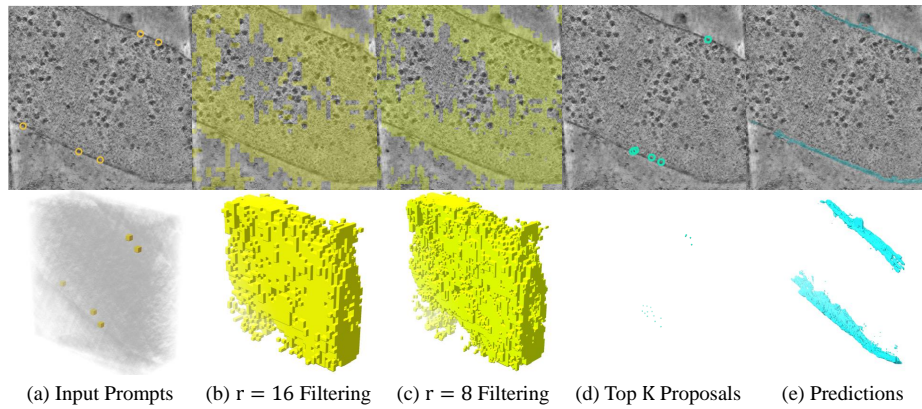 (a) Input Prompts (b) r = 16 Filtering (c) r = 8 Filtering (d) Top K Proposals (e) Predictions